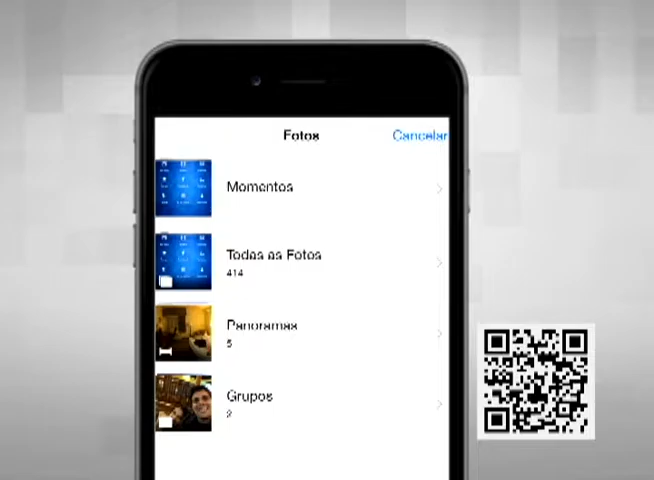 Fotos
Cancelar
Momentos
Todas as Fotos
414
Panoramas
5
Grupos
2